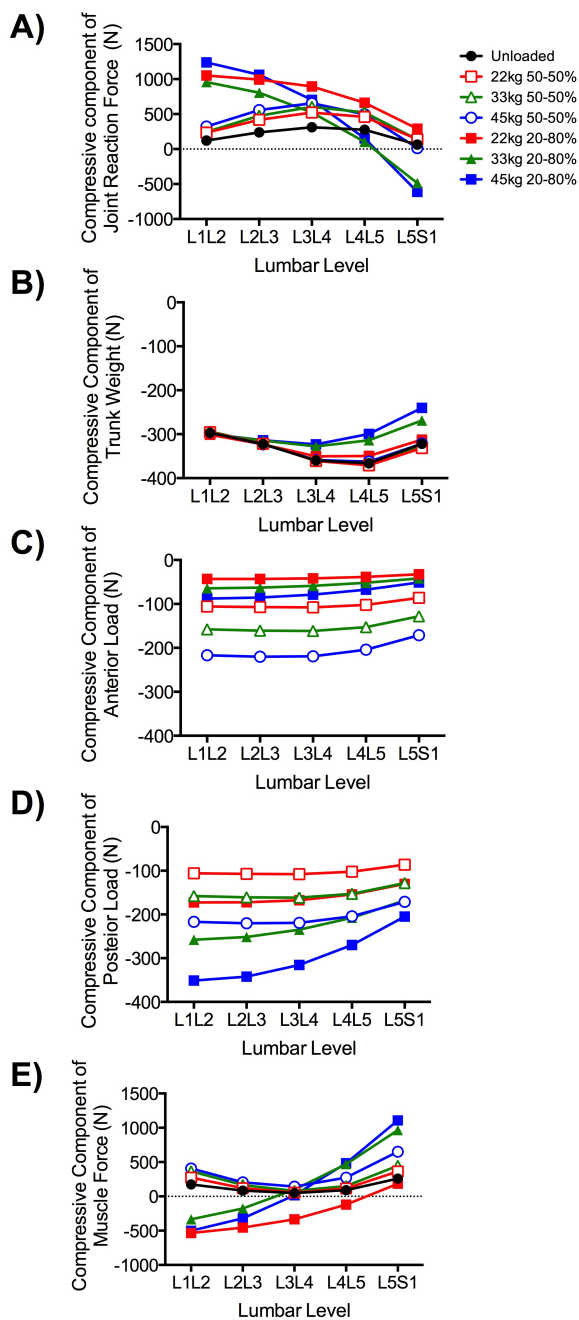 A)
Compressive component of
Joint Reaction Force (N)
1500
1000
500
0
-500
-1000
L1L2 L2L3 L3L4 L4L5 L5S1
Lumbar Level
Unloaded
22kg 50-50%
33kg 50-50%
45kg 50-50%
22kg 20-80%
33kg 20-80%
45kg 20-80%
B)
Compressive Component of
Trunk Weight (N)
0
-100
-200
-300
-400
L1L2 L2L3 L3L4 L4L5 L5S1
Lumbar Level
C)
Compressive Component of
Anterior Load (N)
0
-100
-200
-300
-400
L1L2 L2L3 L3L4 L4L5 L5S1
Lumbar Level
D)
Compressive Component of
Posteior Load (N)
0
-100
-200
-300
-400
L1L2 L2L3 L3L4 L4L5 L5S1
Lumbar Level
E)
Compressive Component of
Muscle Force (N)
1500
1000
500
0
-500
-1000
L1L2 L2L3 L3L4 L4L5 L5S1
Lumbar Level